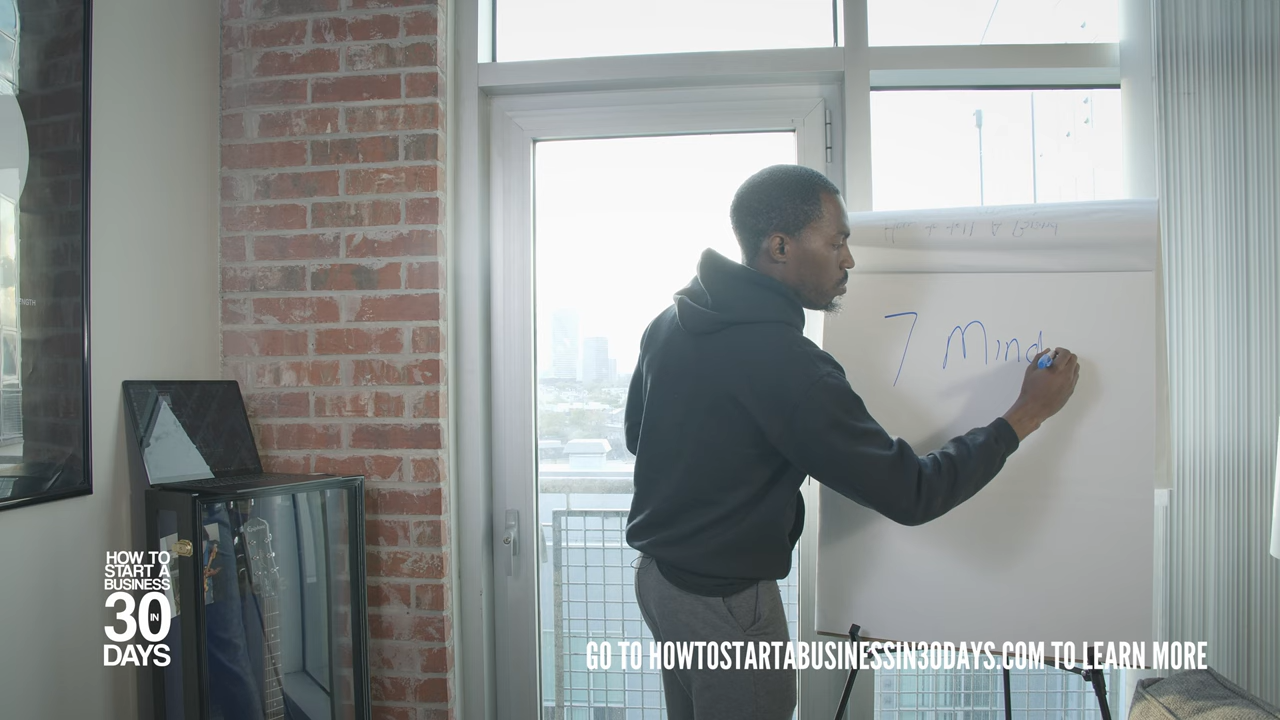 7 Mind
HOW TO
START A
BUSINESS
30 IN
DAYS
GO TO HOWTOSTARTABUSINESSIN30DAYS.COM TO LEARN MORE